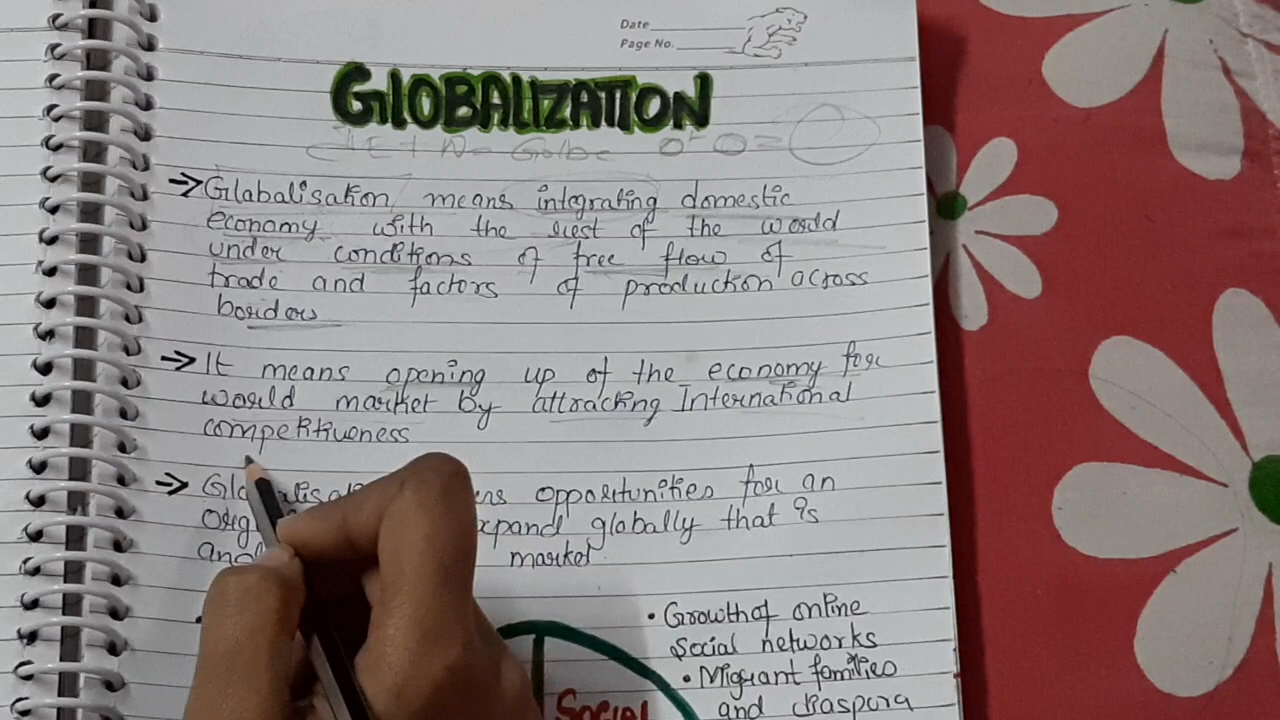 Date
Page No.
GLOBALIZATION
→ Glabalisation means integrating domestic
economy with the rest of the world
under conditions of free flow of
trade and factors of production across
borders
→ It means opening up of the economy for
world market by attracting International
competitiveness
→ opportunities for an
expand globally that is
market
• Growth of online
Social networks
• Migrant families
and diaspora
SOCIAL